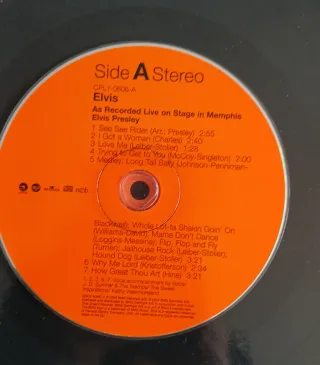 Side A Stereo
CPL1-0606-A
Elvis
As Recorded Live on Stage in Memphis
Elvis Presley
1 See See Rider (Arr.: Presley) 2:55
2 I Got a Woman (Charles) 2:40
3 Love Me (Leiber-Stoller) 1:28
4 Trying to Get to You (McCoy-Singleton) 2:00
5 Medley: Long Tall Sally (Johnson-Penniman-
Blackwell); Whole Lot-ta Shakin' Goin' On
(Williams-David); Mama Don't Dance
(Loggins-Messina); Flip, Flop and Fly
(Turner); Jailhouse Rock (Leiber-Stoller);
Hound Dog (Leiber-Stoller) 3:21
6 Why Me Lord (Kristofferson) 2:34
7 How Great Thou Art (Hine) 3:21